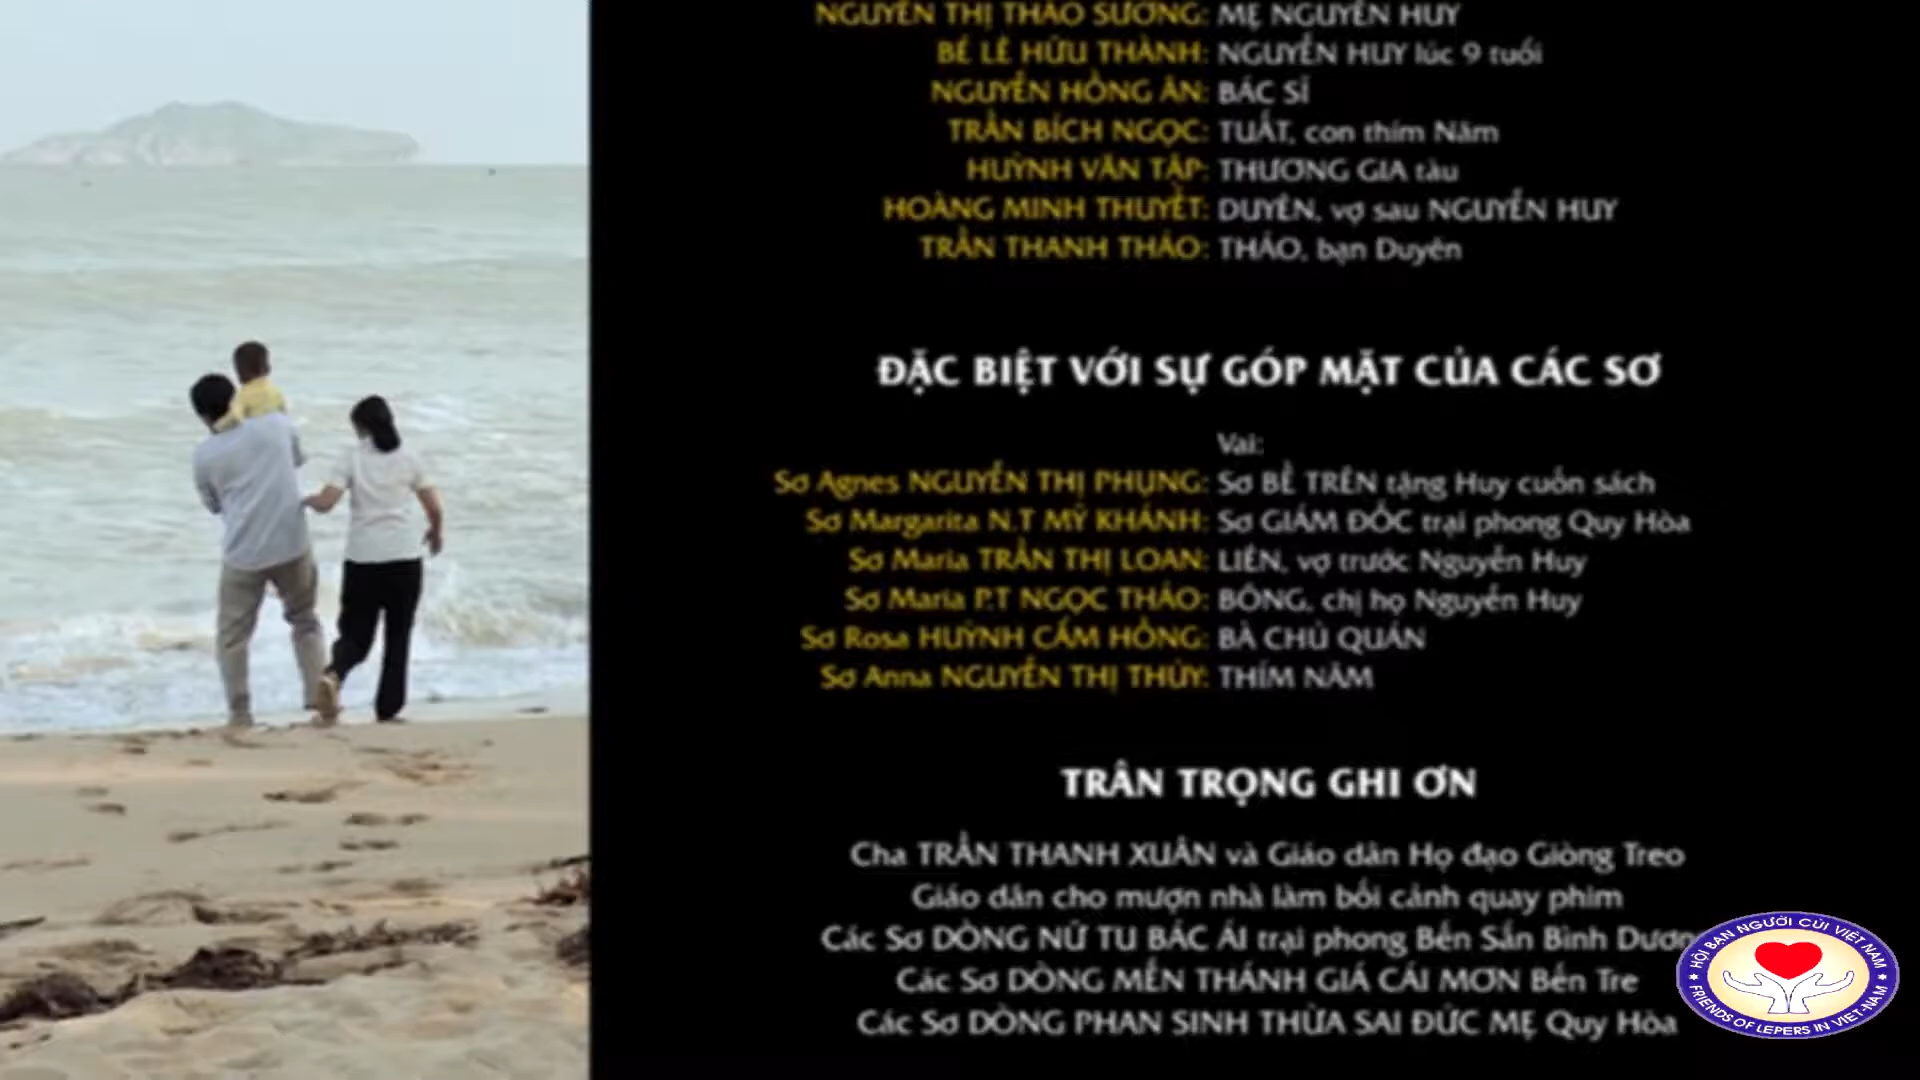 NGUYỄN THỊ THẢO SƯƠNG: MẸ NGUYỄN HUY
BÉ LÊ HỮU THÀNH: NGUYỄN HUY lúc 9 tuổi
NGUYỄN HỒNG ÂN: BÁC SĨ
TRẦN BÍCH NGỌC: TUẤT, con thím Năm
HUỲNH VĂN TẬP: THƯƠNG GIA tàu
HOÀNG MINH THUYẾT: DUYÊN, vợ sau NGUYỄN HUY
TRẦN THANH THẢO: THẢO, bạn Duyên
ĐẶC BIỆT VỚI SỰ GÓP MẶT CỦA CÁC SƠ
Vai:
Sơ Agnes NGUYỄN THỊ PHỤNG: Sơ BỀ TRÊN tặng Huy cuốn sách
Sơ Margarita N.T MỸ KHÁNH: Sơ GIÁM ĐỐC trại phong Quy Hòa
Sơ Maria TRẦN THỊ LOAN: LIÊN, vợ trước Nguyễn Huy
Sơ Maria P.T NGỌC THẢO: BÔNG, chị họ Nguyễn Huy
Sơ Rosa HUỲNH CẨM HỒNG: BÀ CHỦ QUÁN
Sơ Anna NGUYỄN THỊ THỦY: THÍM NĂM
TRÂN TRỌNG GHI ƠN
Cha TRẦN THANH XUÂN và Giáo dân Họ đạo Giồng Treo
Giáo dân cho mượn nhà làm bối cảnh quay phim
Các Sơ DÒNG NỮ TU BÁC ÁI trại phong Bến Sắn Bình Dương
Các Sơ DÒNG MẾN THÁNH GIÁ CÁI MƠN Bến Tre
Các Sơ DÒNG PHAN SINH THỪA SAI ĐỨC MẸ Quy Hòa
HỘI BẠN NGƯỜI CÙI VIỆT NAM
FRIENDS OF LEPERS IN VIET-NAM